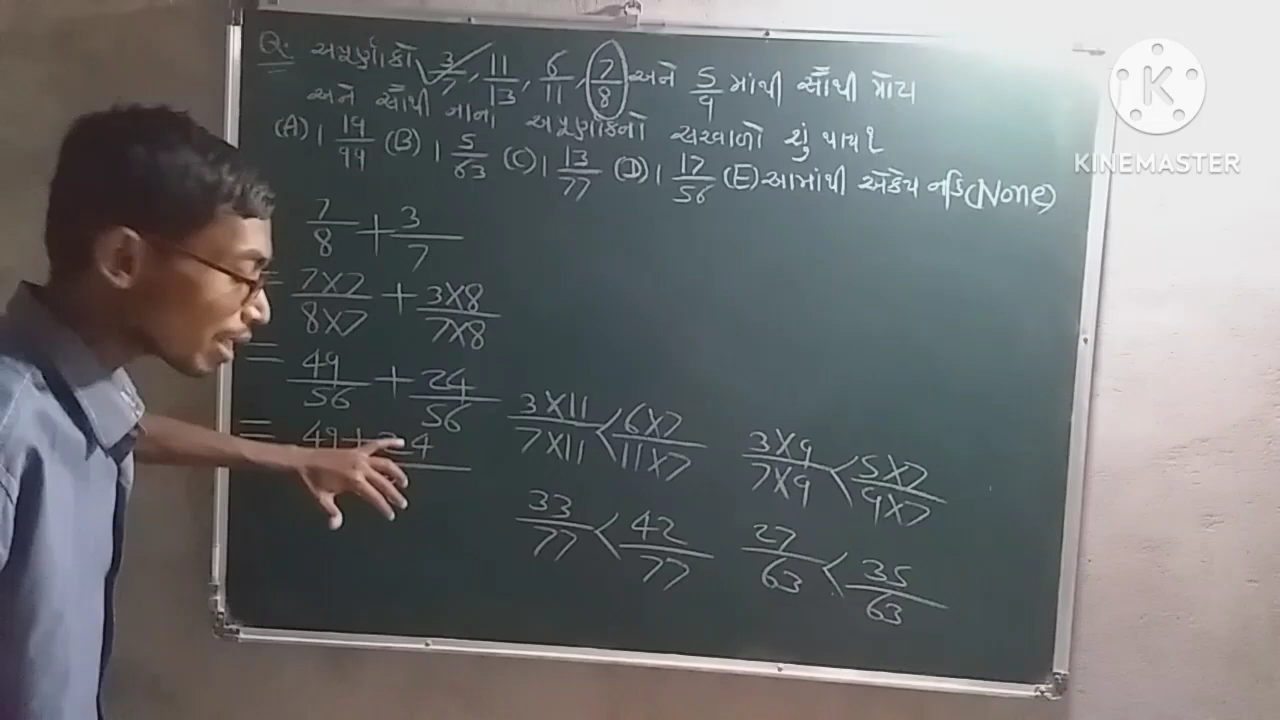 Q: અપૂર્ણાંકો 3/7, 11/13, 6/11, 7/8 અને 5/9 માંથી સૌથી મોટા
અને સૌથી નાના અપૂર્ણાંકનો સરવાળો શું થાય?
(A) 1 19/99 (B) 1 5/63 (C) 1 13/77 (D) 1 17/56 (E) આમાંથી એકેય નહિ (None)
7/8 + 3/7
= 7×7/8×7 + 3×8/7×8
= 49/56 + 24/56
= 49+24
3×11/7×11 < 6×7/11×7
33/77 < 42/77
3×9/7×9 < 5×7/9×7
27/63 < 35/63
K
KINEMASTER